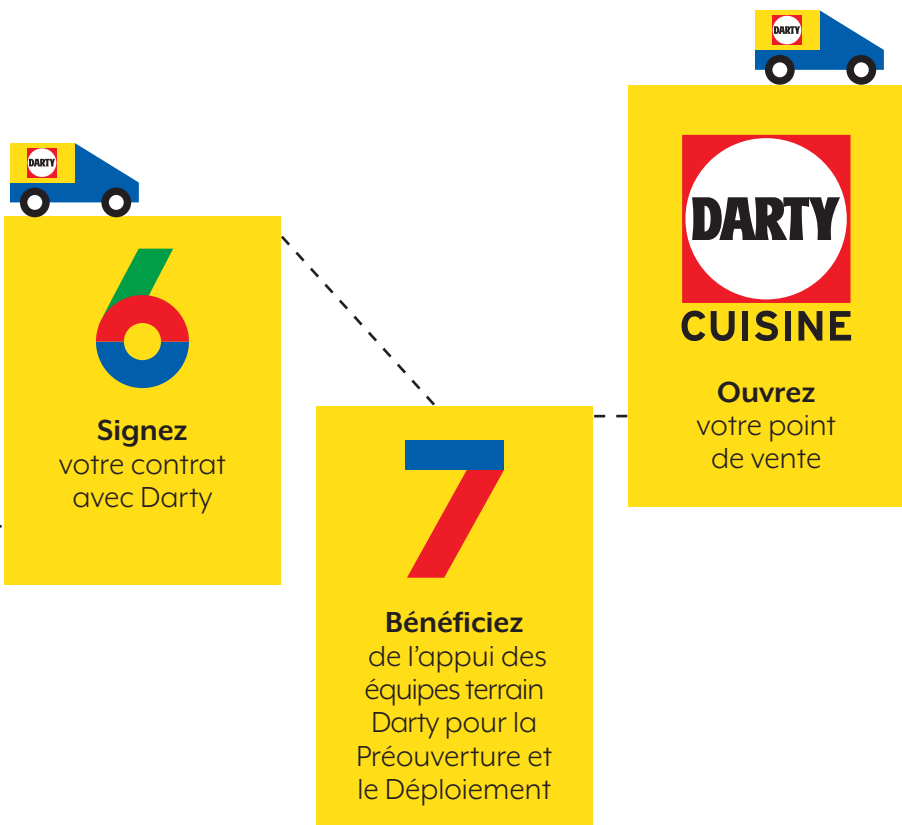 DARTY
6
Signez
votre contrat
avec Darty
7
Bénéficiez
de l'appui des
équipes terrain
Darty pour la
Préouverture et
le Déploiement
DARTY
DARTY
CUISINE
Ouvrez
votre point
de vente